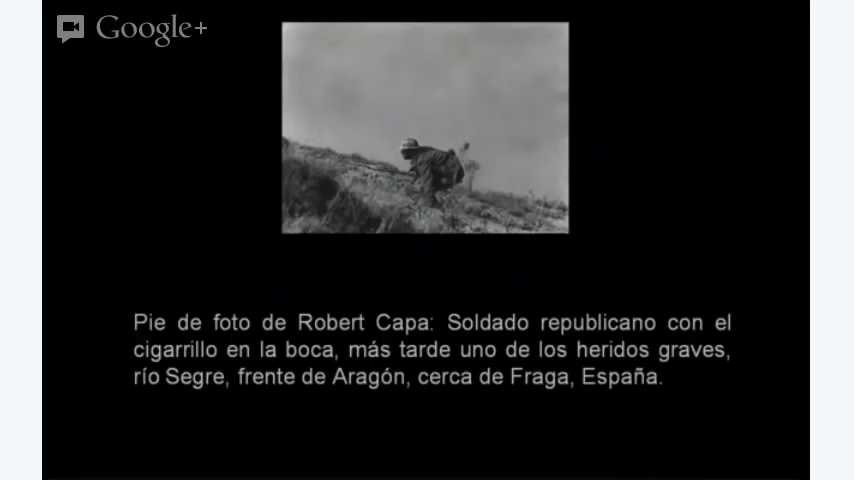 Google+
Pie de foto de Robert Capa: Soldado republicano con el
cigarrillo en la boca, más tarde uno de los heridos graves,
río Segre, frente de Aragón, cerca de Fraga, España.